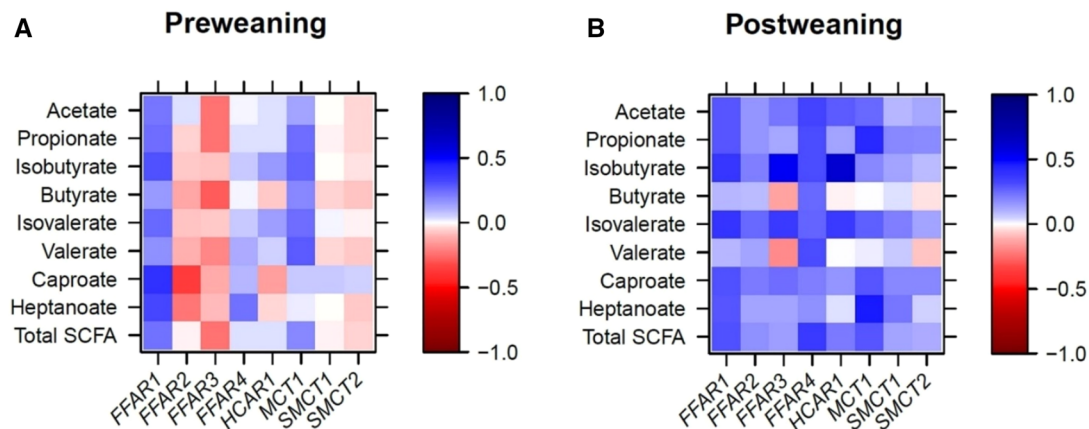 A
Preweaning
Acetate
Propionate
Isobutyrate
Butyrate
Isovalerate
Valerate
Caproate
Heptanoate
Total SCFA
FFAR1
FFAR2
FFAR3
FFAR4
HCAR1
MCT1
SMCT1
SMCT2
1.0
0.5
0.0
−0.5
−1.0
B
Postweaning
Acetate
Propionate
Isobutyrate
Butyrate
Isovalerate
Valerate
Caproate
Heptanoate
Total SCFA
FFAR1
FFAR2
FFAR3
FFAR4
HCAR1
MCT1
SMCT1
SMCT2
1.0
0.5
0.0
−0.5
−1.0